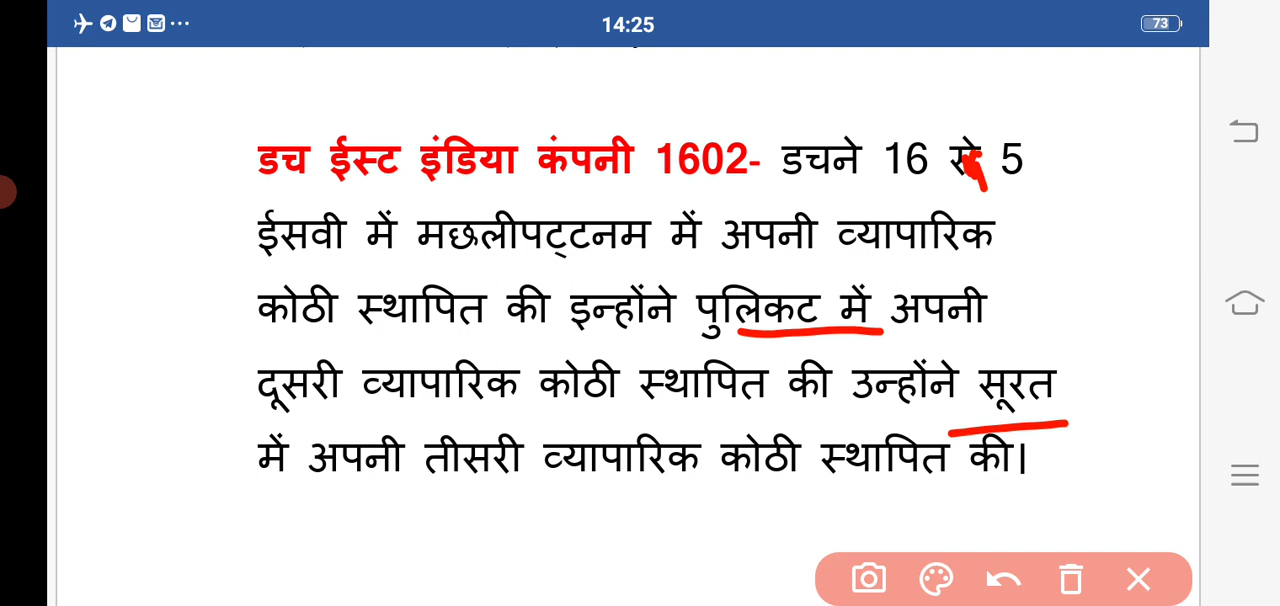 14:25
73
डच ईस्ट इंडिया कंपनी 1602- डचने 16 से 5
ईसवी में मछलीपट्टनम में अपनी व्यापारिक
कोठी स्थापित की इन्होंने पुलिकट में अपनी
दूसरी व्यापारिक कोठी स्थापित की उन्होंने सूरत
में अपनी तीसरी व्यापारिक कोठी स्थापित की।